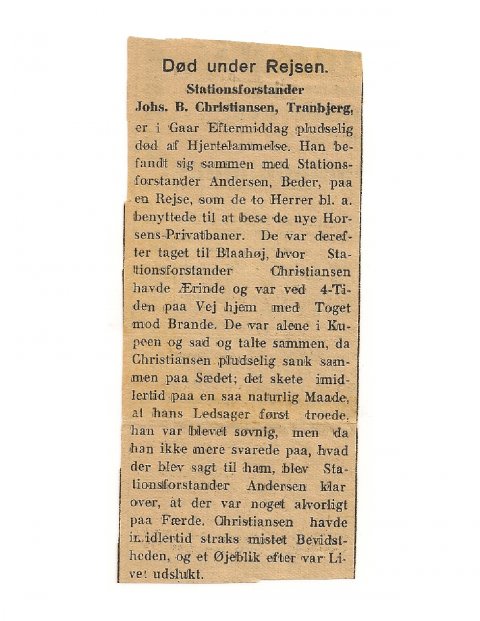 Død under Rejsen.
Stationsforstander
Johs. B. Christiansen, Tranbjerg,
er i Gaar Eftermiddag pludselig
død af Hjertelammelse. Han be-
fandt sig sammen med Stations-
forstander Andersen, Beder, paa
en Rejse, som de to Herrer bl. a.
benyttede til at bese de nye Hor-
sens-Privatbaner. De var deref-
ter taget til Blaahøj, hvor Sta-
tionsforstander Christiansen
havde Ærinde og var ved 4-Ti-
den paa Vej hjem med Toget
mod Brande. De var alene i Ku-
peen og sad og talte sammen, da
Christiansen pludselig sank sam-
men paa Sædet; det skete imid-
lertid paa en saa naturlig Maade,
at hans Ledsager først troede,
han var blevet søvnig, men da
han ikke mere svarede paa, hvad
der blev sagt til ham, blev Sta-
tionsforstander Andersen klar
over, at der var noget alvorligt
paa Færde. Christiansen havde
imidlertid straks mistet Bevidst-
heden, og et Øjeblik efter var Li-
vet udslukt.